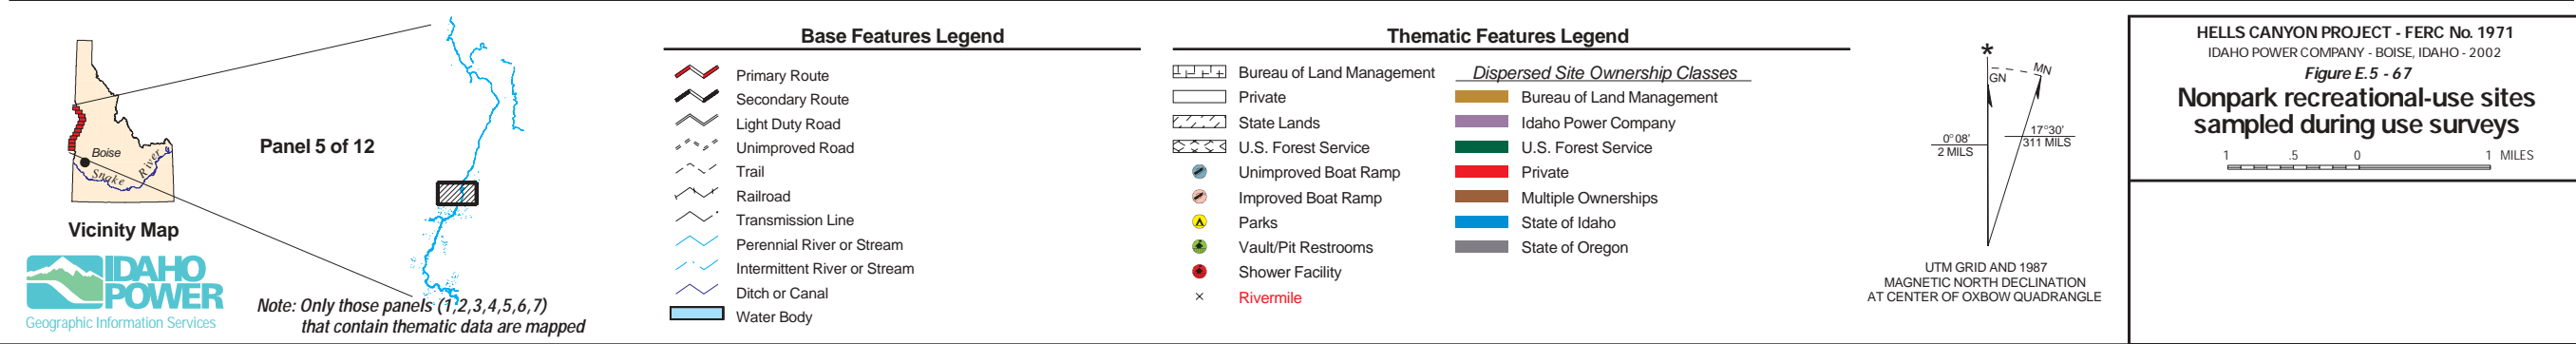 Boise
Snake River
Vicinity Map
IDAHO
POWER
Geographic Information Services
Panel 5 of 12
Note: Only those panels (1,2,3,4,5,6,7)
that contain thematic data are mapped
Base Features Legend
Primary Route
Secondary Route
Light Duty Road
Unimproved Road
Trail
Railroad
Transmission Line
Perennial River or Stream
Intermittent River or Stream
Ditch or Canal
Water Body
Thematic Features Legend
Bureau of Land Management
Private
State Lands
U.S. Forest Service
Unimproved Boat Ramp
Improved Boat Ramp
Parks
Vault/Pit Restrooms
Shower Facility
Rivermile
Dispersed Site Ownership Classes
Bureau of Land Management
Idaho Power Company
U.S. Forest Service
Private
Multiple Ownerships
State of Idaho
State of Oregon
*
GN
MN
0°08'
2 MILS
17°30'
311 MILS
UTM GRID AND 1987
MAGNETIC NORTH DECLINATION
AT CENTER OF OXBOW QUADRANGLE
HELLS CANYON PROJECT - FERC No. 1971
IDAHO POWER COMPANY - BOISE, IDAHO - 2002
Figure E.5 - 67
Nonpark recreational-use sites
sampled during use surveys
1 .5 0 1 MILES